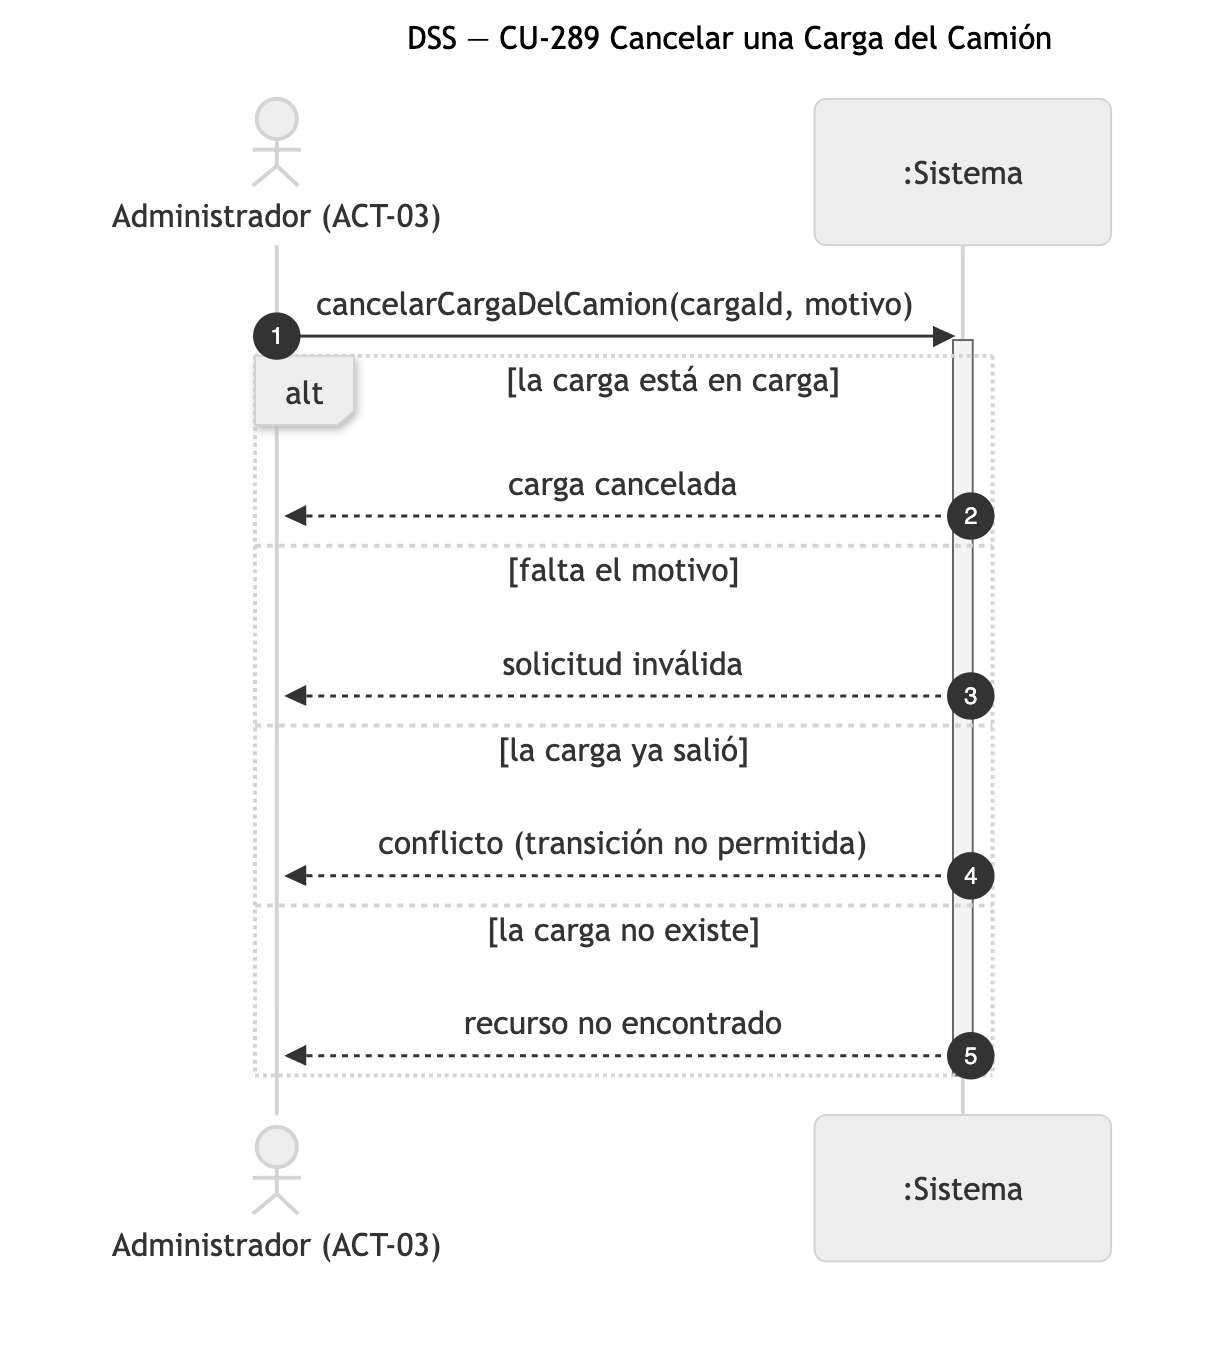 DSS — CU-289 Cancelar una Carga del Camión
Administrador (ACT-03)
:Sistema
cancelarCargaDelCamion(cargaId, motivo)
1
alt
[la carga está en carga]
carga cancelada
2
[falta el motivo]
solicitud inválida
3
[la carga ya salió]
conflicto (transición no permitida)
4
[la carga no existe]
recurso no encontrado
5
Administrador (ACT-03)
:Sistema